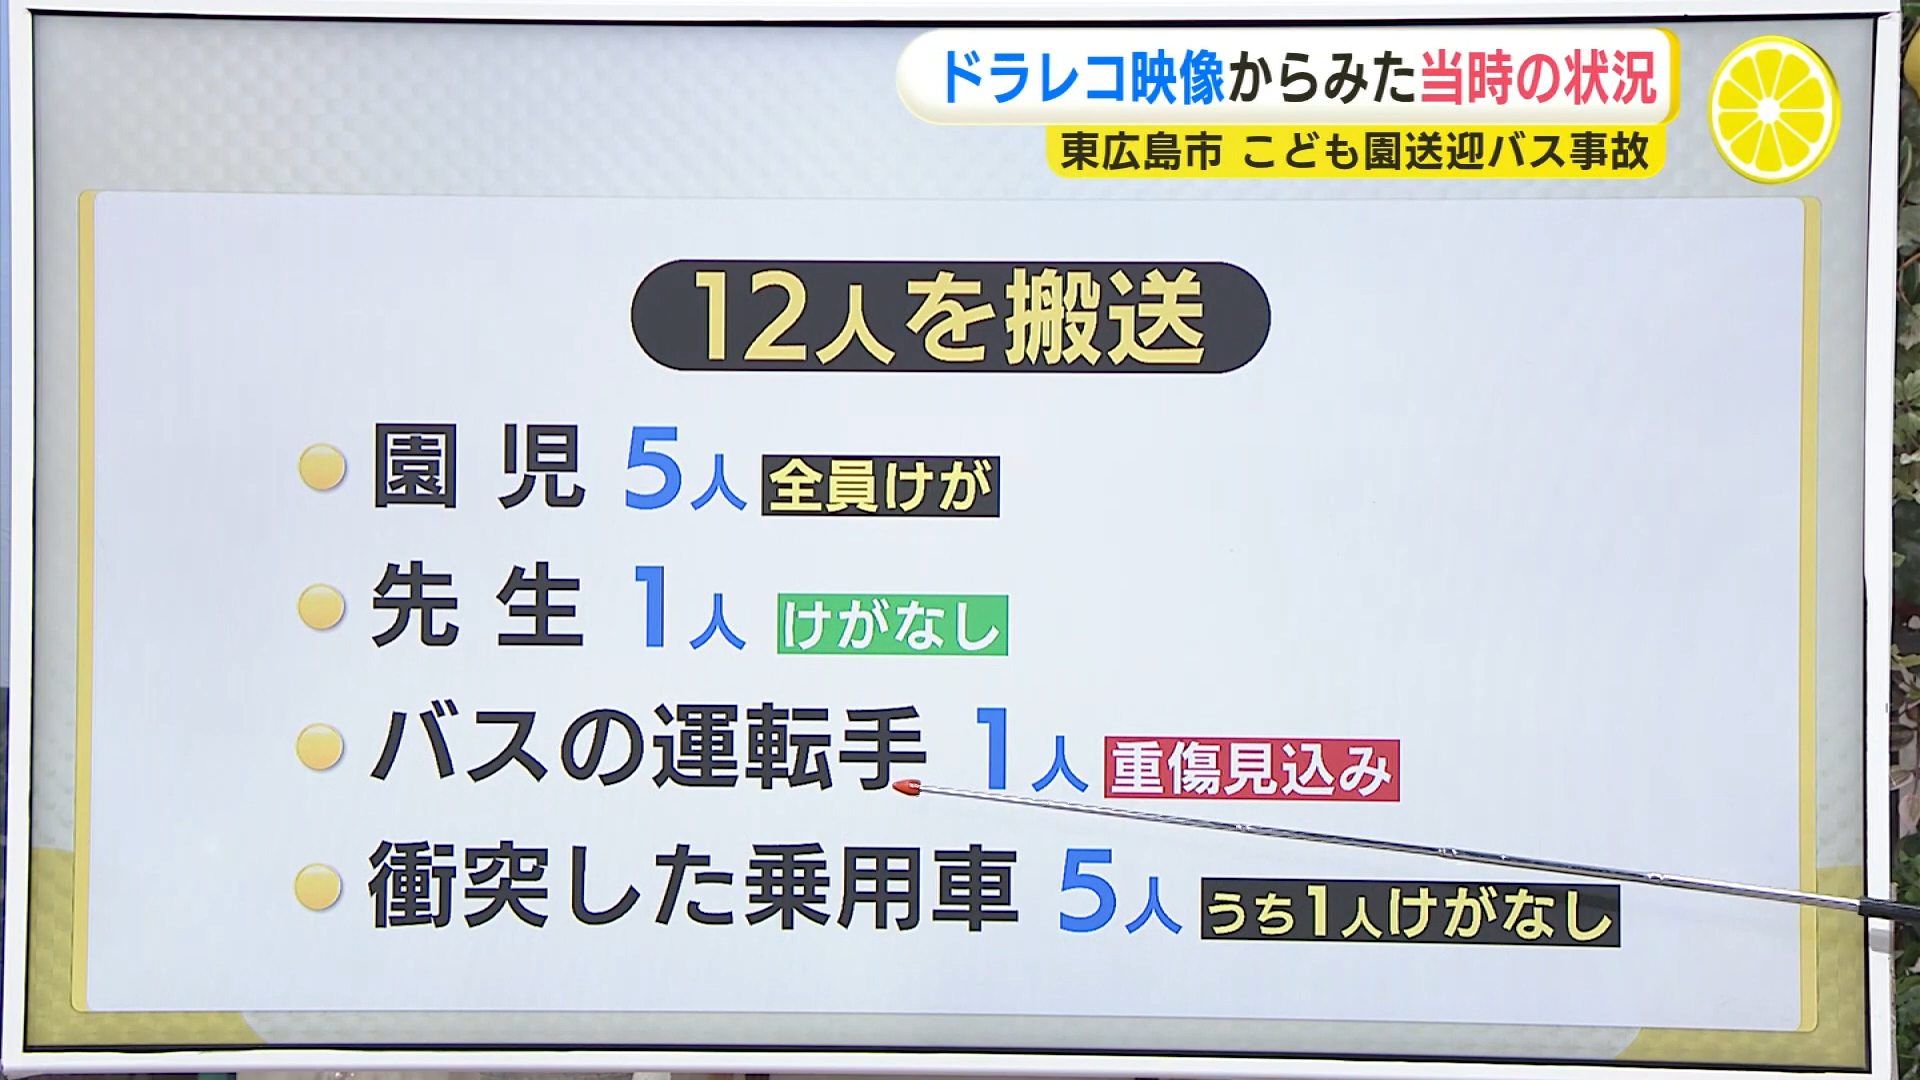 ドラレコ映像からみた当時の状況
東広島市 こども園送迎バス事故
12人を搬送
園児 5人 全員けが
先生 1人 けがなし
バスの運転手 1人 重傷見込み
衝突した乗用車 5人 うち1人けがなし